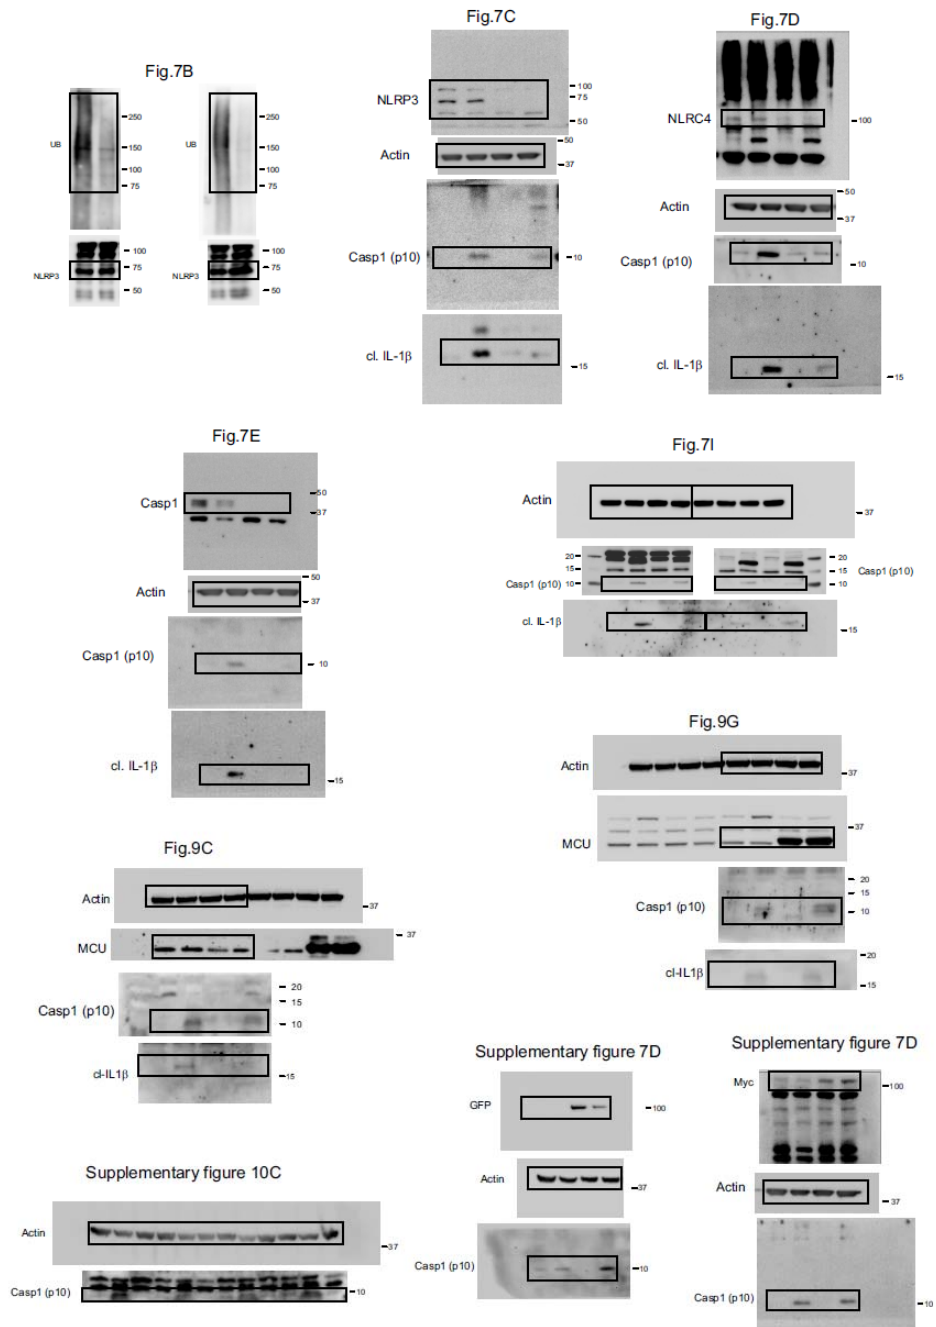 Fig.7B
UB
250
150
100
75
NLRP3
100
75
50
250
150
100
75
NLRP3
100
75
50
Fig.7C
NLRP3
100
75
50
Actin
50
37
Casp1 (p10)
10
cl. IL-1β
15
Fig.7D
NLRC4
100
Actin
50
37
Casp1 (p10)
10
cl. IL-1β
15
Fig.7E
Casp1
50
37
Actin
50
37
Casp1 (p10)
10
cl. IL-1β
15
Fig.7I
Actin
37
20
15
Casp1 (p10) 10
20
15 Casp1 (p10)
10
cl. IL-1β
15
Fig.9G
Actin
37
MCU
37
Casp1 (p10)
20
15
10
cl-IL1β
20
15
Fig.9C
Actin
37
MCU
37
Casp1 (p10)
20
15
10
cl-IL1β
15
Supplementary figure 7D
GFP
100
Actin
37
Casp1 (p10)
10
Supplementary figure 7D
Myc
100
Actin
37
Casp1 (p10)
10
Supplementary figure 10C
Actin
37
Casp1 (p10)
10